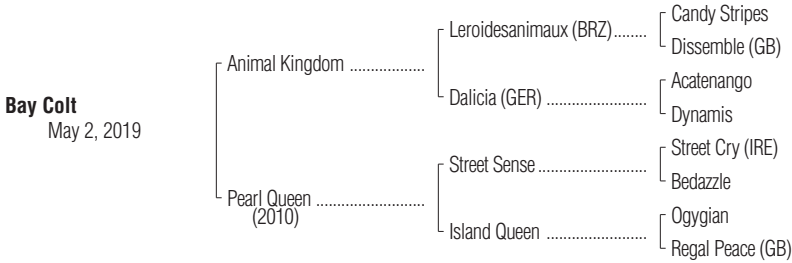 Candy Stripes
Leroidesanimaux (BRZ)........
Dissemble (GB)
Animal Kingdom ..................
Acatenango
Dalicia (GER) ........................
Dynamis
Bay Colt
May 2, 2019
Street Cry (IRE)
Street Sense ..........................
Bedazzle
Pearl Queen ..........................
(2010)
Ogygian
Island Queen ........................
Regal Peace (GB)